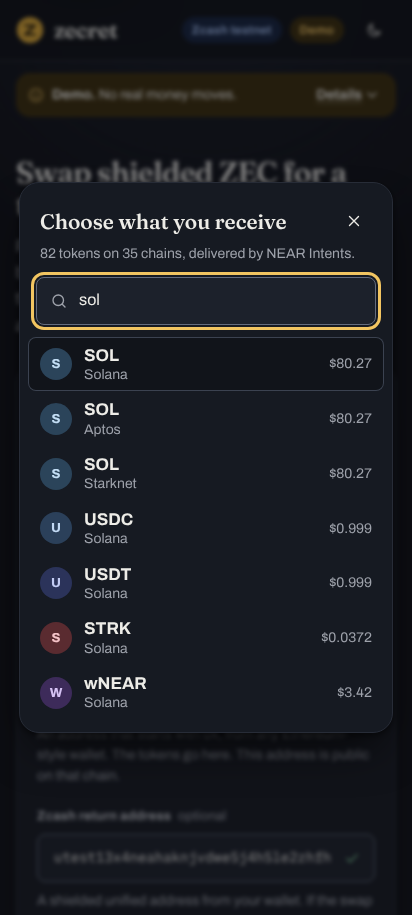 Z zecret Zcash testnet Demo
Demo. No real money moves. Details
Swap shielded ZEC for a
Choose what you receive
82 tokens on 35 chains, delivered by NEAR Intents.
sol
S SOL $80.27
Solana
S SOL $80.27
Aptos
S SOL $80.27
Starknet
U USDC $0.999
Solana
U USDT $0.999
Solana
S STRK $0.0372
Solana
W wNEAR $3.42
Solana
style wallet. The tokens go here. This address is public
on that chain.
Zcash return address optional
A shielded unified address from your wallet. If the swap